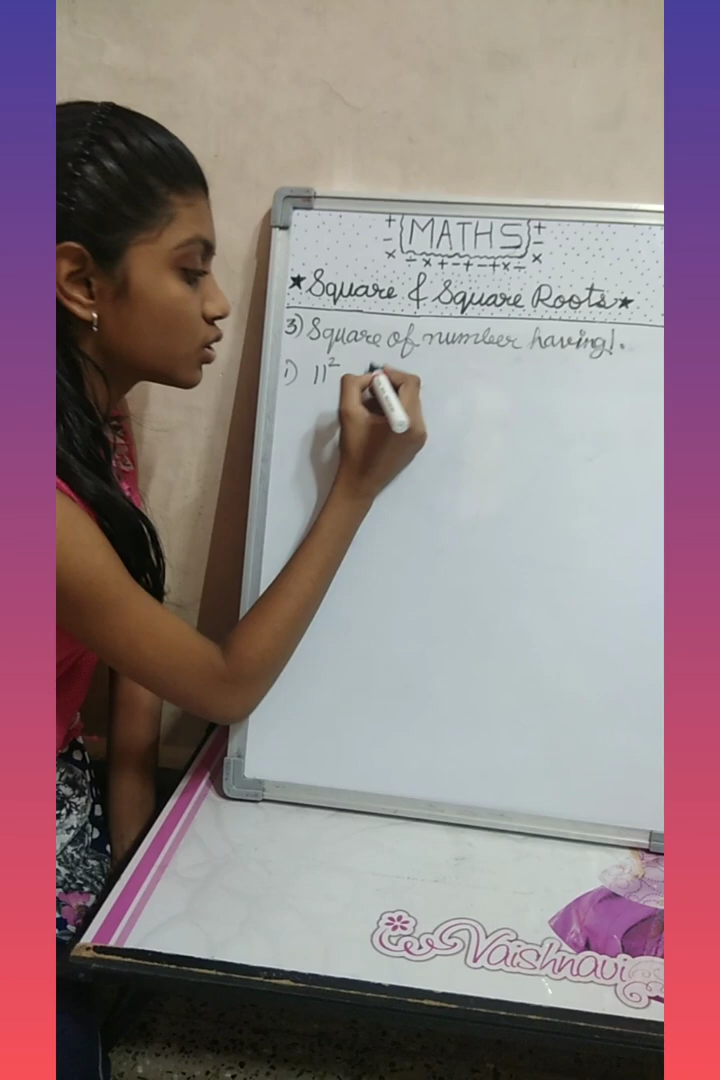 MATHS
★Square & Square Roots★
3) Square of number having 1.
1) 11²
Vaishnavi